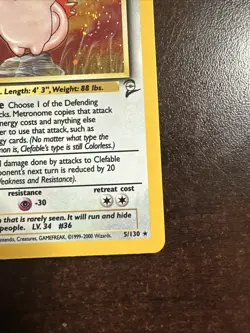 . Length: 4' 3", Weight: 88 lbs.
Choose 1 of the Defending
acks. Metronome copies that attack
nergy costs and anything else
er to use that attack, such as
nergy cards. (No matter what type the
mon is, Clefable's type is still Colorless.)
l damage done by attacks to Clefable
ponent's next turn is reduced by 20
Weakness and Resistance).
resistance retreat cost
-30
n that is rarely seen. It will run and hide
people. LV. 34 #36
intendo, Creatures, GAMEFREAK. ©1999-2000 Wizards. 5/130 ★